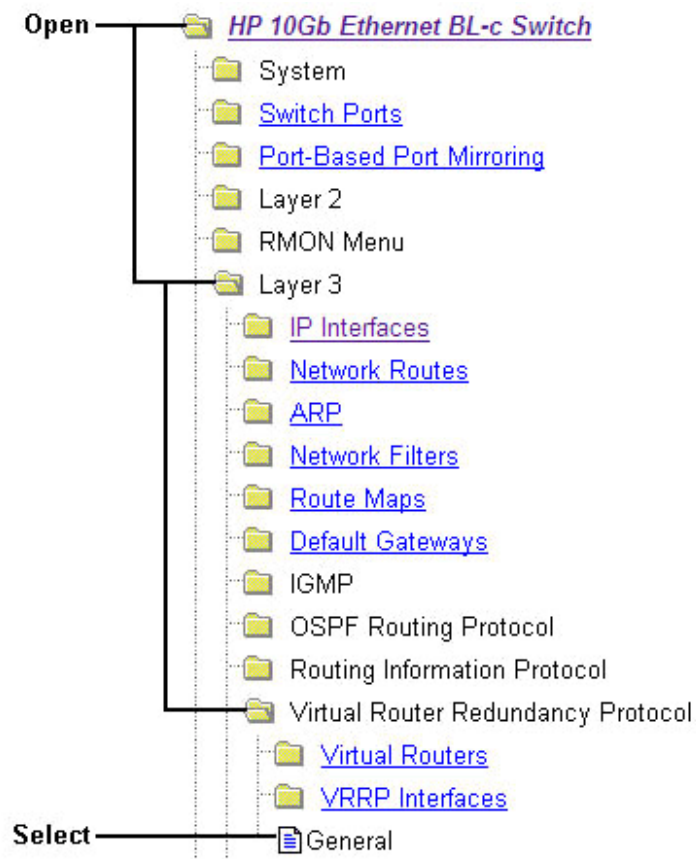 Open HP 10Gb Ethernet BL-c Switch
System
Switch Ports
Port-Based Port Mirroring
Layer 2
RMON Menu
Layer 3
IP Interfaces
Network Routes
ARP
Network Filters
Route Maps
Default Gateways
IGMP
OSPF Routing Protocol
Routing Information Protocol
Virtual Router Redundancy Protocol
Virtual Routers
VRRP Interfaces
Select General